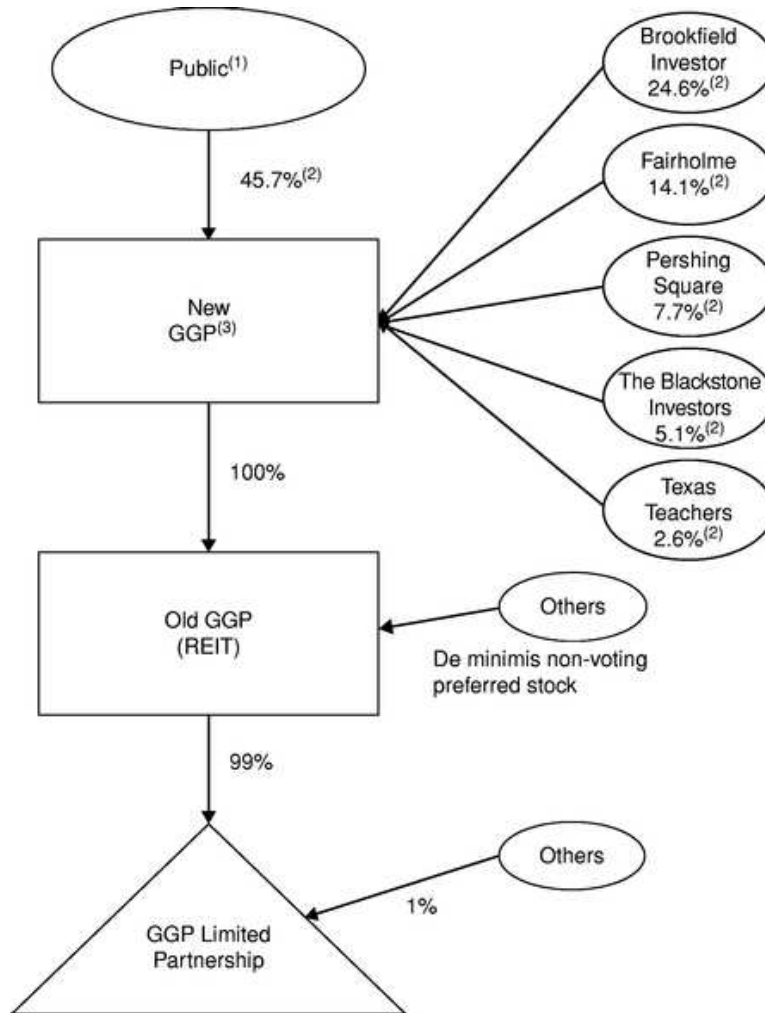 Public(1)
Brookfield
Investor
24.6%(2)
45.7%(2)
Fairholme
14.1%(2)
New
GGP(3)
Pershing
Square
7.7%(2)
The Blackstone
Investors
5.1%(2)
100%
Texas
Teachers
2.6%(2)
Old GGP
(REIT)
Others
De minimis non-voting
preferred stock
99%
Others
1%
GGP Limited
Partnership